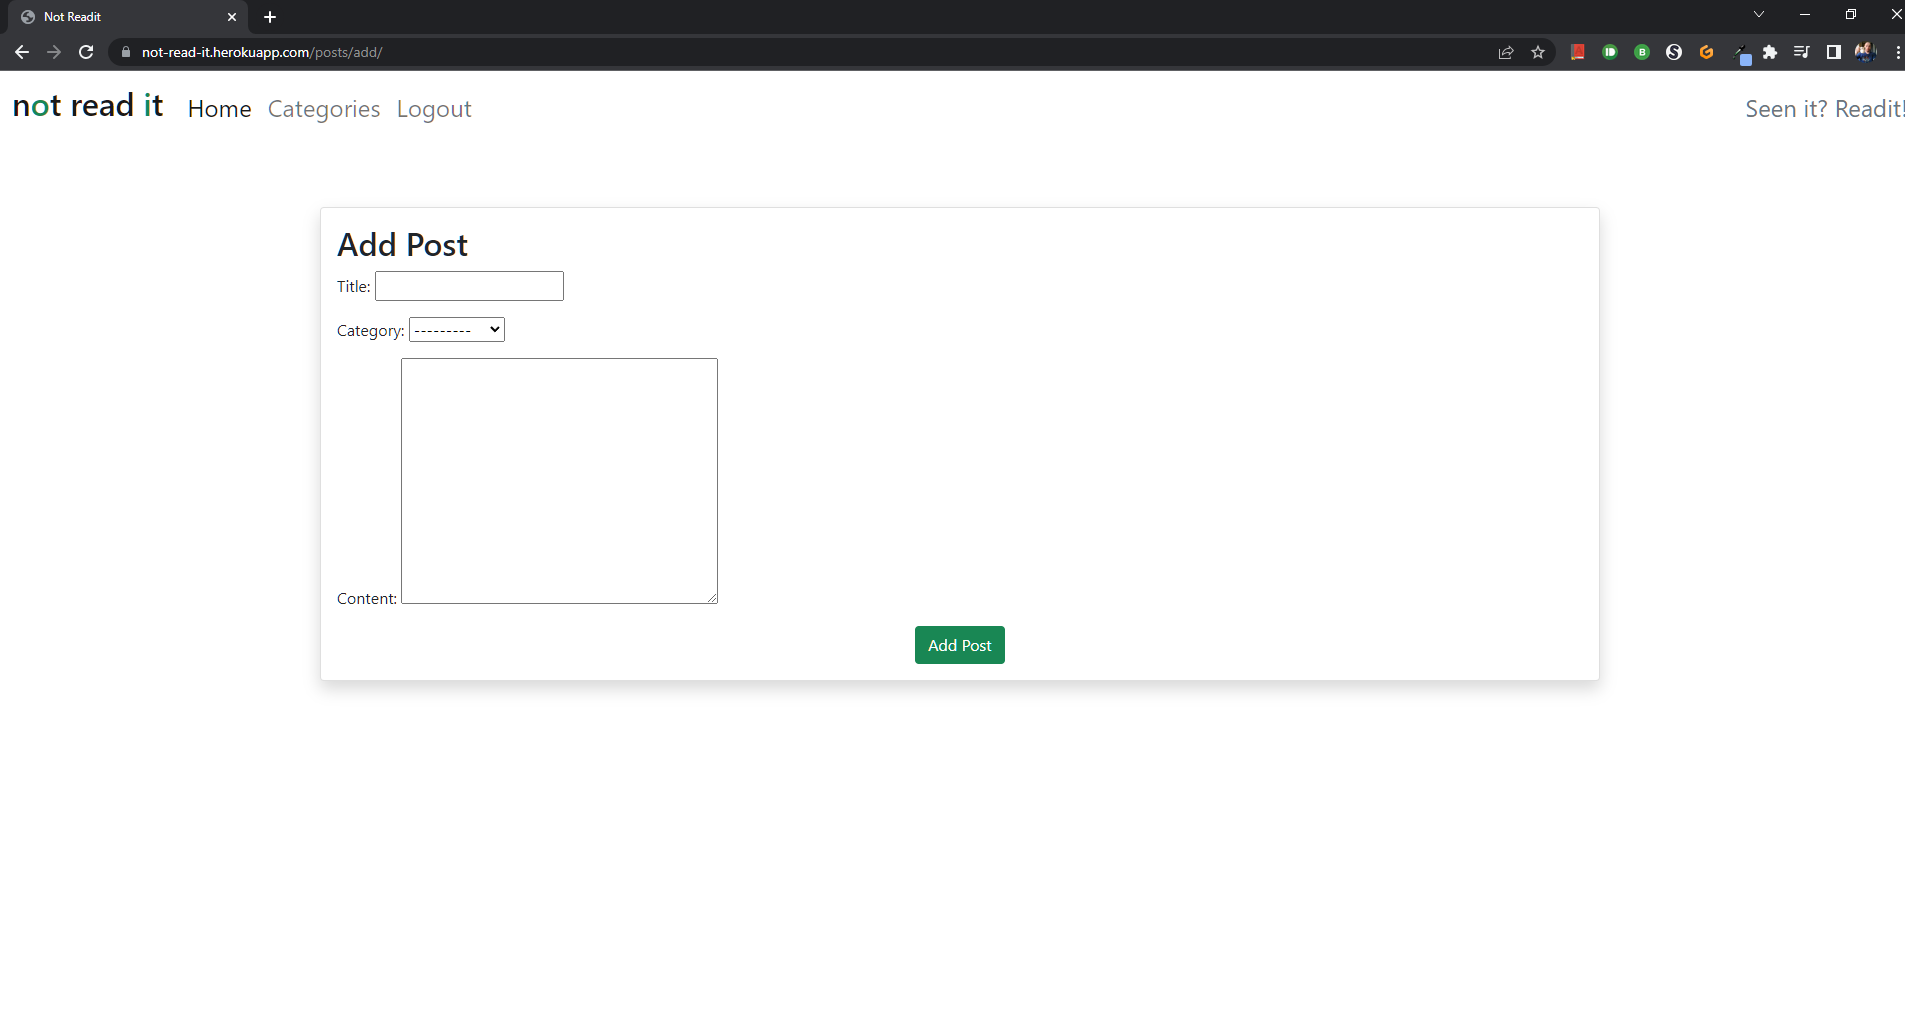 Not Readit
not-read-it.herokuapp.com/posts/add/
not read it Home Categories Logout Seen it? Readit!
Add Post
Title:
Category: ---------
Content:
Add Post